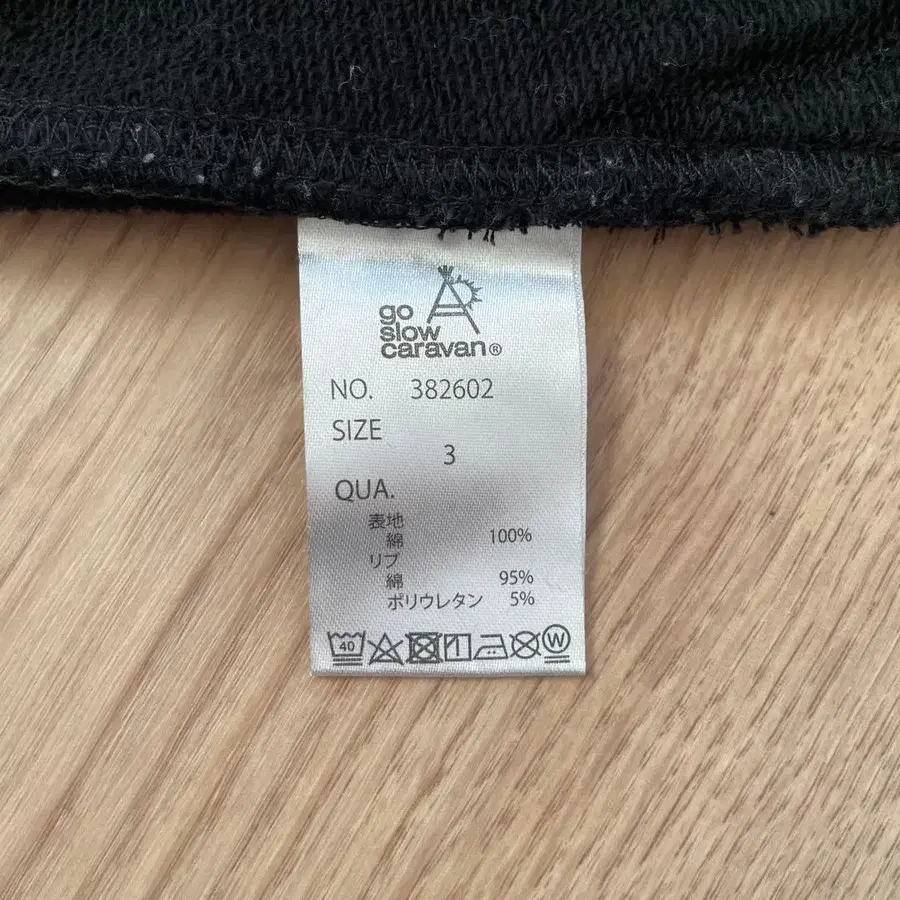 go
slow
caravan®
NO. 382602
SIZE
3
QUA.
表地
綿 100%
リブ
綿 95%
ポリウレタン 5%
40 W